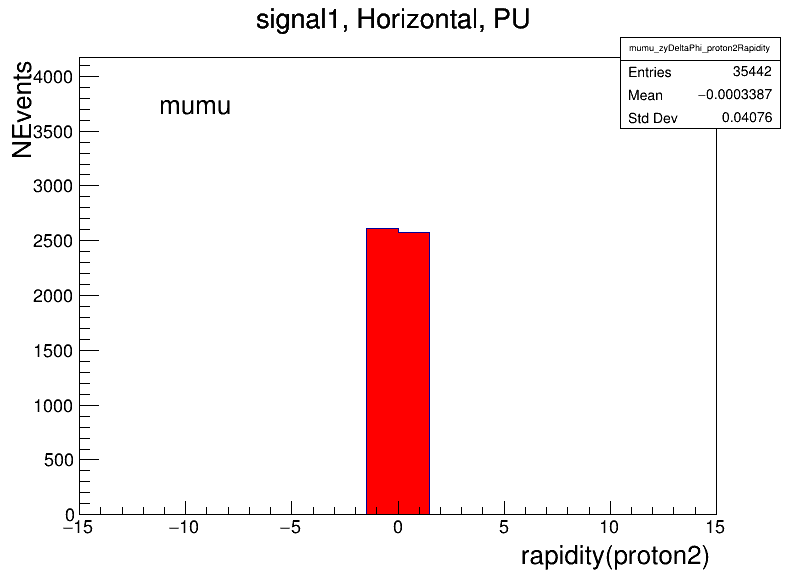 signal1, Horizontal, PU
mumu_zyDeltaPhi_proton2Rapidity
Entries 35442
Mean −0.0003387
Std Dev 0.04076
NEvents
mumu
4000
3500
3000
2500
2000
1500
1000
500
0
−15 −10 −5 0 5 10 15
rapidity(proton2)